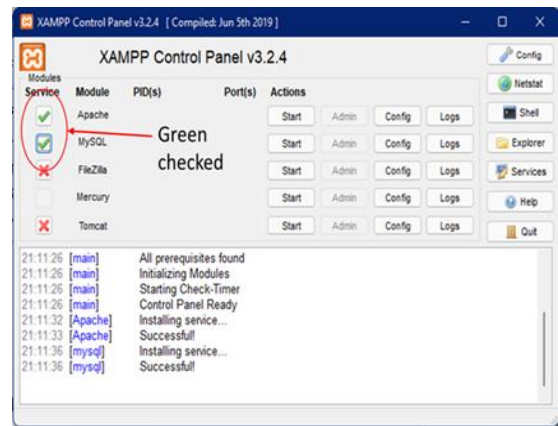 XAMPP Control Panel v3.2.4 [ Compiled: Jun 5th 2019 ]
XAMPP Control Panel v3.2.4
Config
Modules
Service Module PID(s) Port(s) Actions
Netstat
Apache Start Admin Config Logs
Shell
MySQL Start Admin Config Logs
Explorer
Green
checked
FileZilla Start Admin Config Logs
Services
Mercury Start Admin Config Logs
Help
Tomcat Start Admin Config Logs
Quit
21:11:26 [main] All prerequisites found
21:11:26 [main] Initializing Modules
21:11:26 [main] Starting Check-Timer
21:11:26 [main] Control Panel Ready
21:11:32 [Apache] Installing service...
21:11:33 [Apache] Successful!
21:11:36 [mysql] Installing service...
21:11:36 [mysql] Successful!